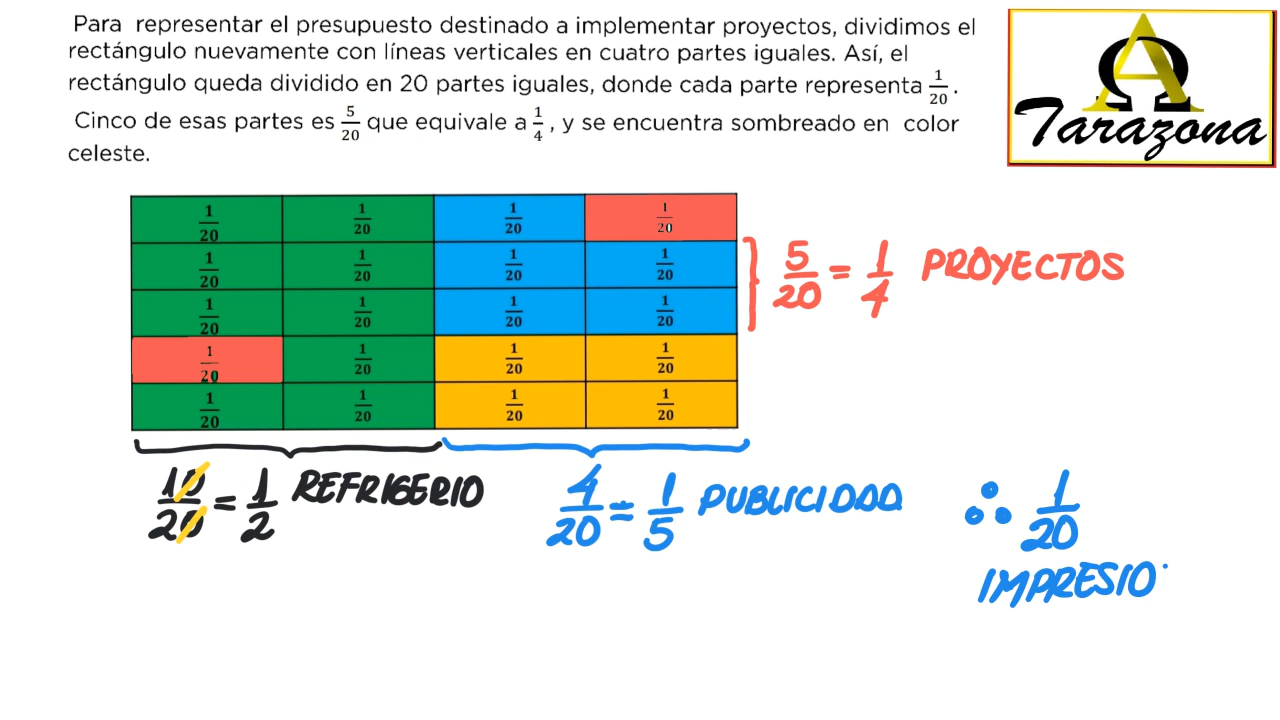 Para representar el presupuesto destinado a implementar proyectos, dividimos el
rectángulo nuevamente con líneas verticales en cuatro partes iguales. Así, el
rectángulo queda dividido en 20 partes iguales, donde cada parte representa 1/20.
Cinco de esas partes es 5/20 que equivale a 1/4, y se encuentra sombreado en color
celeste.
ΑΩ
Tarazona
1/20 1/20 1/20 1/20
1/20 1/20 1/20 1/20
1/20 1/20 1/20 1/20
1/20 1/20 1/20 1/20
1/20 1/20 1/20 1/20
5/20 = 1/4 PROYECTOS
10/20 = 1/2 REFRIGERIO
4/20 = 1/5 PUBLICIDAD
∴ 1/20
IMPRESIO